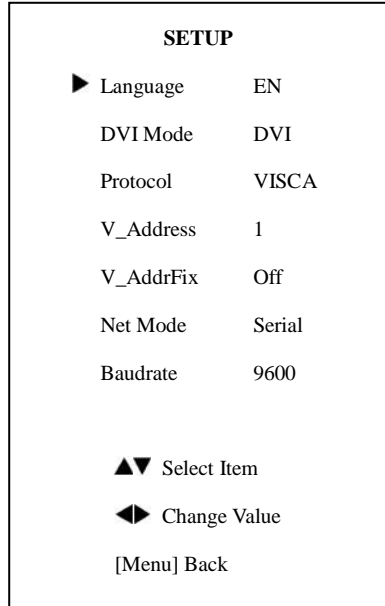 SETUP
▶ Language EN
DVI Mode DVI
Protocol VISCA
V_Address 1
V_AddrFix Off
Net Mode Serial
Baudrate 9600
▲▼ Select Item
◀▶ Change Value
[Menu] Back